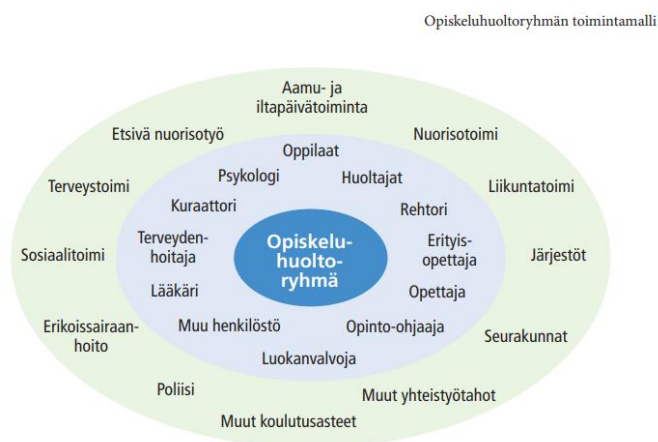 Opiskeluhuoltoryhmän toimintamalli
Aamu- ja
iltapäivätoiminta
Etsivä nuorisotyö
Nuorisotoimi
Oppilaat
Psykologi
Huoltajat
Terveystoimi
Liikuntatoimi
Kuraattori
Rehtori
Terveyden-
hoitaja
Opiskelu-
huolto-
ryhmä
Erityis-
opettaja
Sosiaalitoimi
Järjestöt
Lääkäri
Opettaja
Erikoissairaan-
hoito
Muu henkilöstö
Opinto-ohjaaja
Seurakunnat
Luokanvalvoja
Poliisi
Muut yhteistyötahot
Muut koulutusasteet